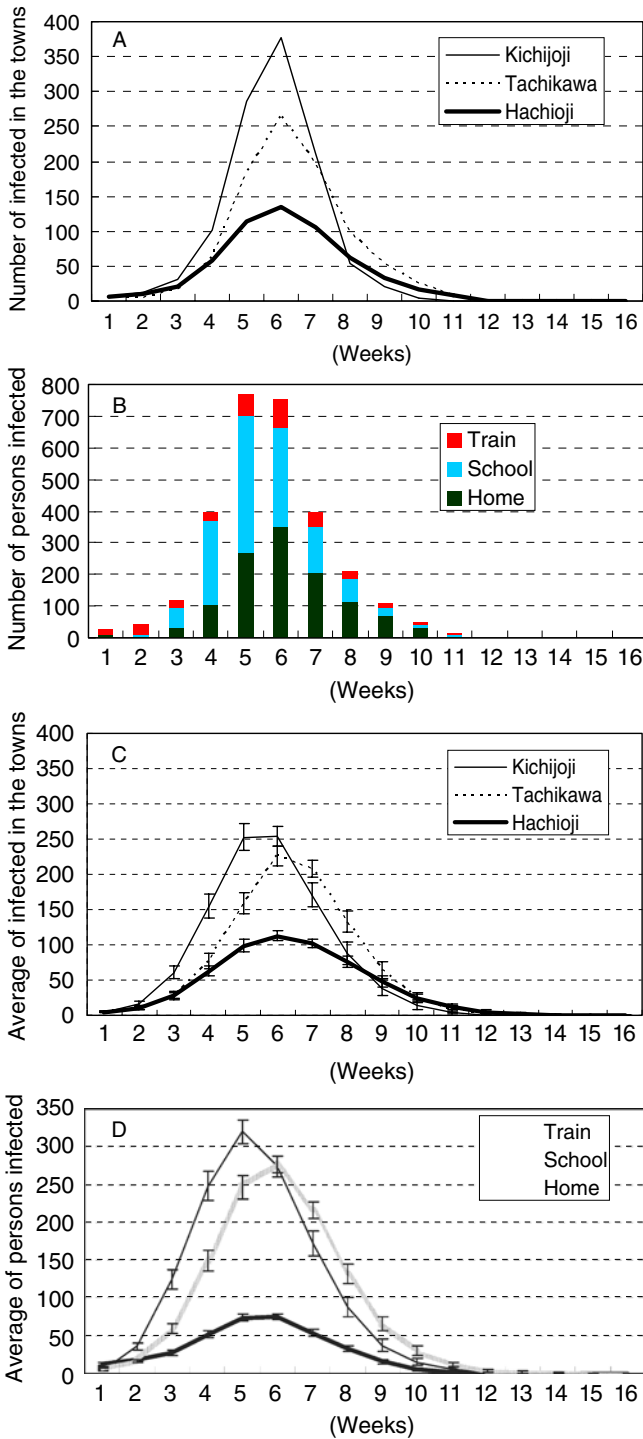 A
Kichijoji
Tachikawa
Hachioji
Number of infected in the towns
400
350
300
250
200
150
100
50
0
1 2 3 4 5 6 7 8 9 10 11 12 13 14 15 16
(Weeks)
B
Train
School
Home
Number of persons infected
800
700
600
500
400
300
200
100
0
1 2 3 4 5 6 7 8 9 10 11 12 13 14 15 16
(Weeks)
C
Kichijoji
Tachikawa
Hachioji
Average of infected in the towns
400
350
300
250
200
150
100
50
0
1 2 3 4 5 6 7 8 9 10 11 12 13 14 15 16
(Weeks)
D
Train
School
Home
Average of persons infected
350
300
250
200
150
100
50
0
1 2 3 4 5 6 7 8 9 10 11 12 13 14 15 16
(Weeks)